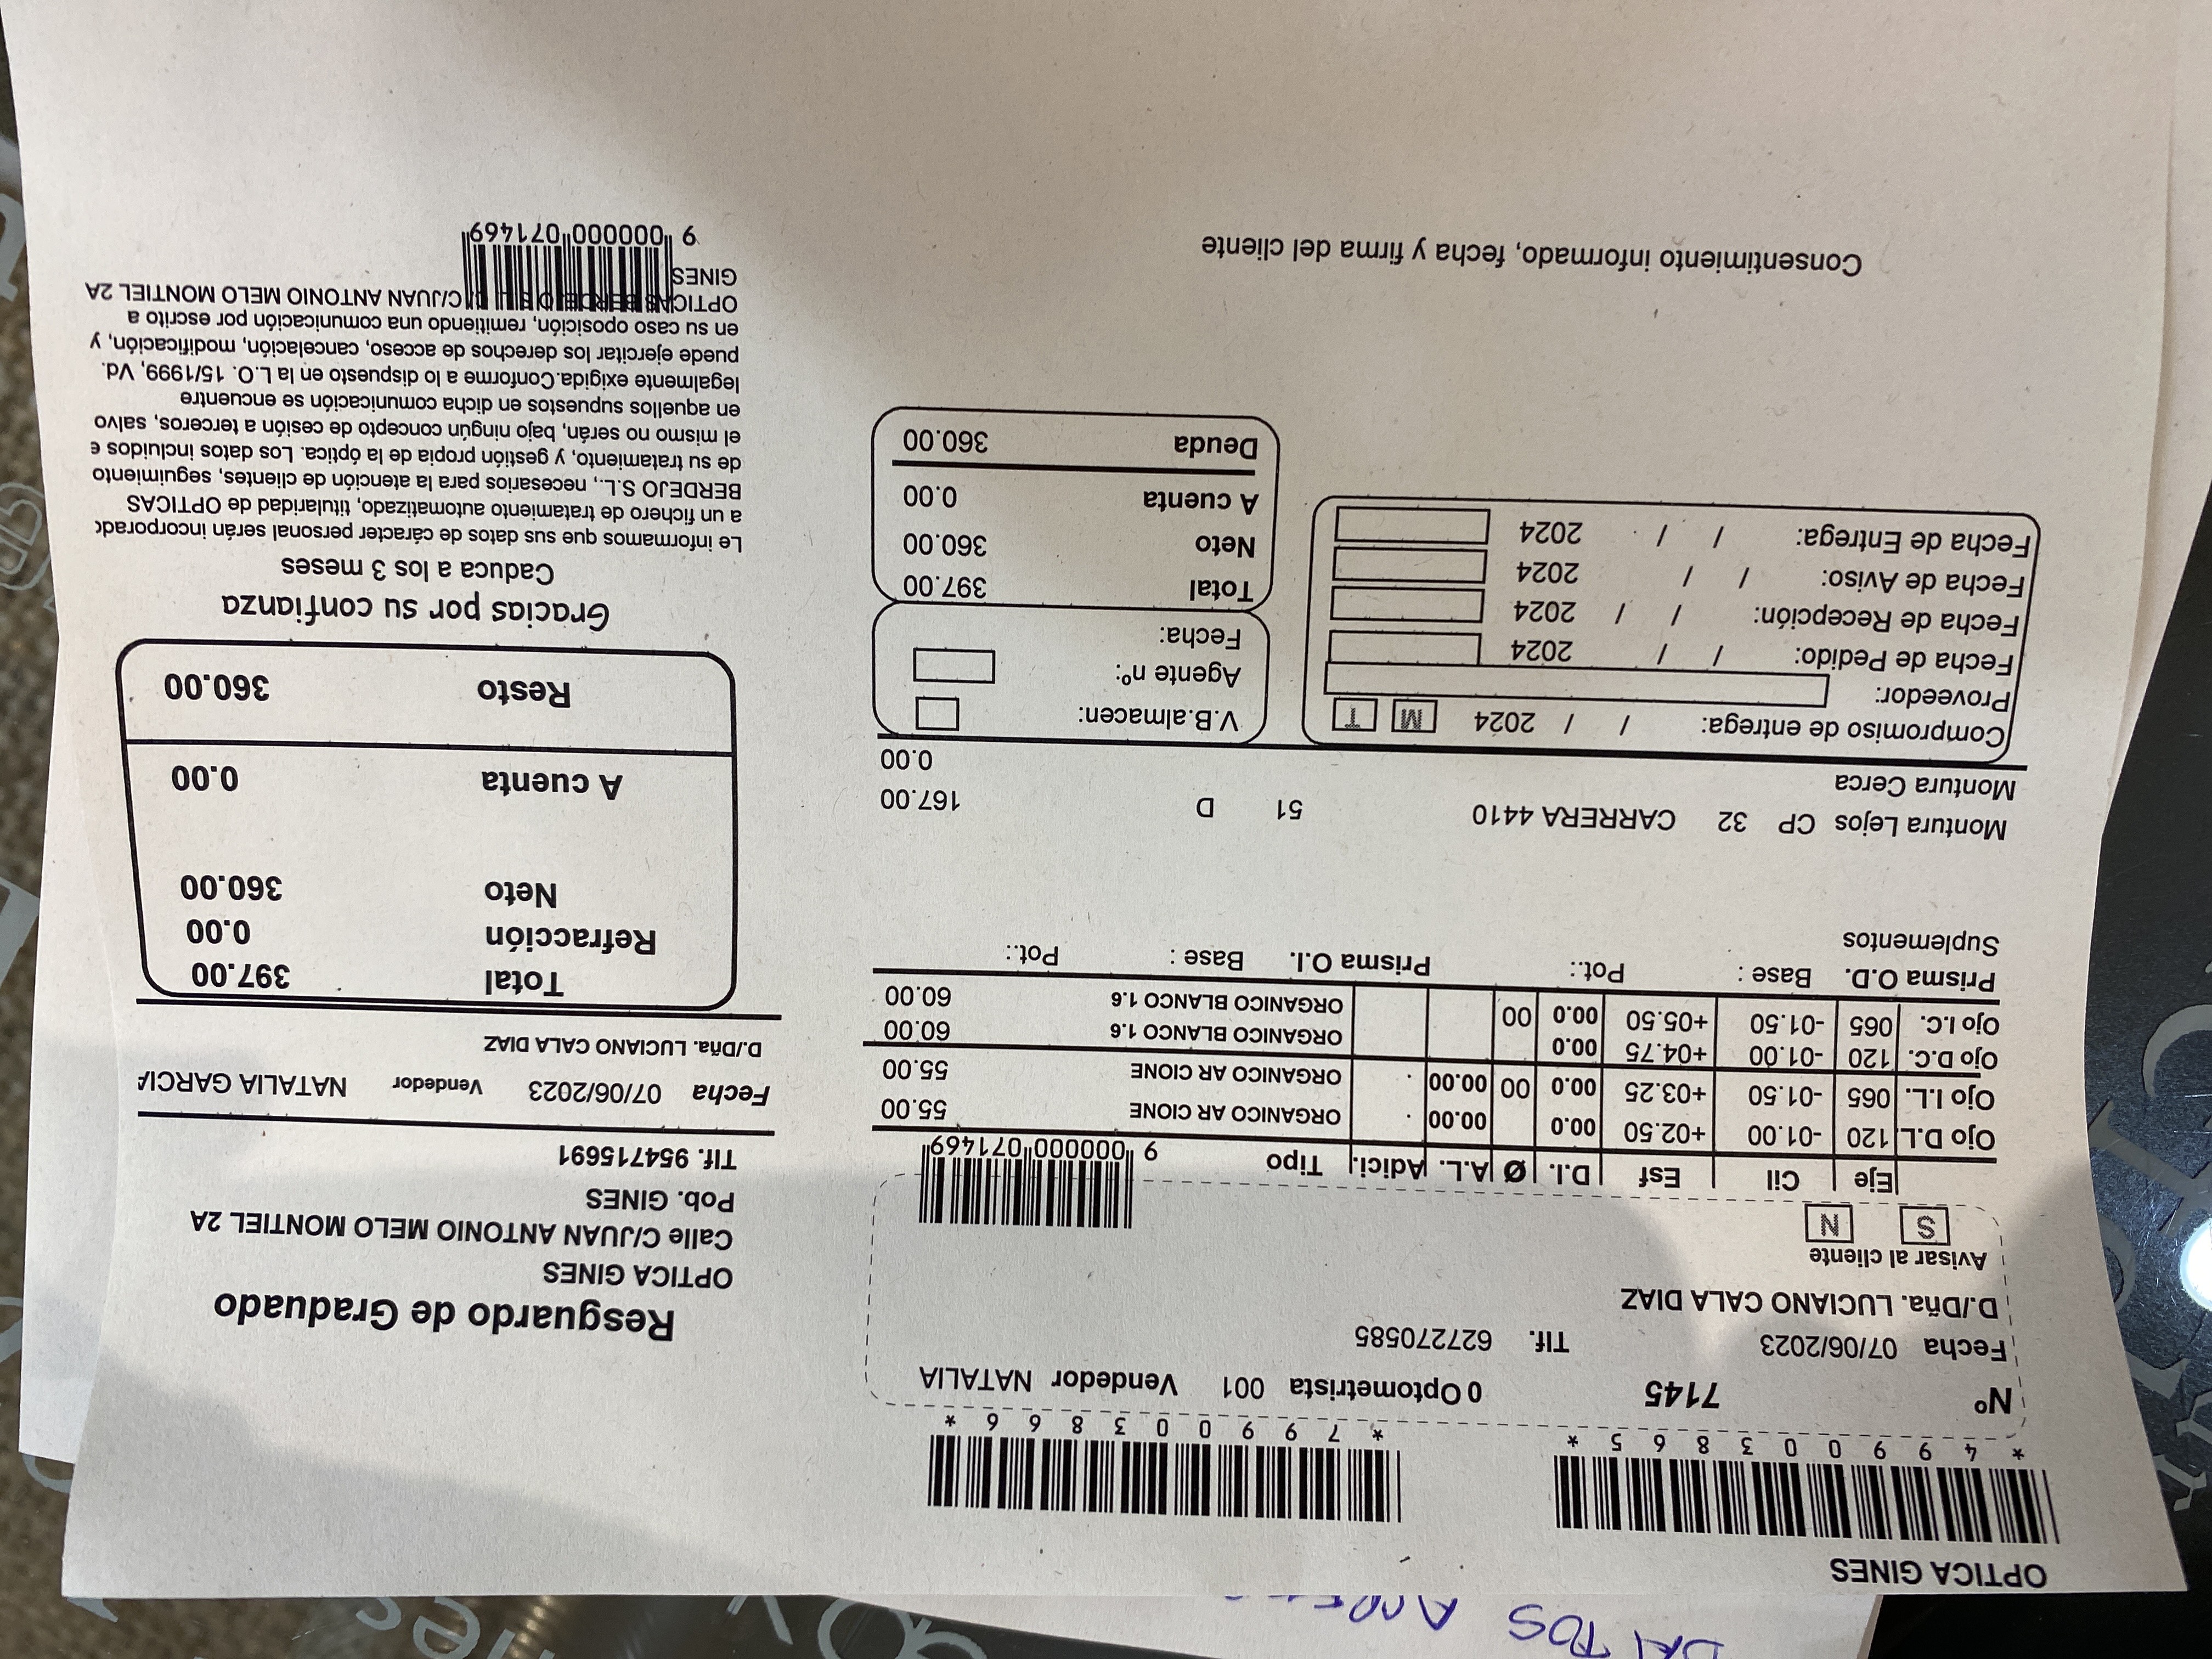 OPTICA GINES
* 4 9 9 0 0 3 8 6 5 *
* 7 9 9 0 0 3 8 6 6 *
Nº 7145 0 Optometrista 001 Vendedor NATALIA
Fecha 07/06/2023 Tlf. 627270585
D./Dña. LUCIANO CALA DIAZ
Avisar al cliente
S N
9 000000 071469
Eje Cil Esf D.I. Ø A.L. Adici. Tipo
Ojo D.L. 120 -01.00 +02.50 00.0 00.00 . ORGANICO AR CIONE 55.00
Ojo I.L. 065 -01.50 +03.25 00.0 00 00.00 . ORGANICO AR CIONE 55.00
Ojo D.C. 120 -01.00 +04.75 00.0 ORGANICO BLANCO 1.6 60.00
Ojo I.C. 065 -01.50 +05.50 00.0 00 ORGANICO BLANCO 1.6 60.00
Prisma O.D. Base : Pot.: Prisma O.I. Base : Pot.:
Suplementos
Montura Lejos CP 32 CARRERA 4410 51 D 167.00
Montura Cerca 0.00
Compromiso de entrega: / / 2024 M T
Proveedor:
Fecha de Pedido: / / 2024
Fecha de Recepción: / / 2024
Fecha de Aviso: / / 2024
Fecha de Entrega: / / 2024
V.B.almacen:
Agente nº:
Fecha:
Total 397.00
Neto 360.00
A cuenta 0.00
Deuda 360.00
Consentimiento informado, fecha y firma del cliente
Resguardo de Graduado
OPTICA GINES
Calle C/JUAN ANTONIO MELO MONTIEL 2A
Pob. GINES
Tlf. 954715691
Fecha 07/06/2023 Vendedor NATALIA GARCIA
D./Dña. LUCIANO CALA DIAZ
Total 397.00
Refracción 0.00
Neto 360.00
A cuenta 0.00
Resto 360.00
Gracias por su confianza
Caduca a los 3 meses
Le informamos que sus datos de cáracter personal serán incorporado
a un fichero de tratamiento automatizado, titularidad de OPTICAS
BERDEJO S.L., necesarios para la atención de clientes, seguimiento
de su tratamiento, y gestión propia de la óptica. Los datos incluidos e
el mismo no serán, bajo ningún concepto de cesión a terceros, salvo
en aquellos supuestos en dicha comunicación se encuentre
legalmente exigida.Conforme a lo dispuesto en la L.O. 15/1999, Vd.
puede ejercitar los derechos de acceso, cancelación, modificación, y
en su caso oposición, remitiendo una comunicación por escrito a
OPTICAS BERDEJO S.L. C/JUAN ANTONIO MELO MONTIEL 2A
GINES
9 000000 071469